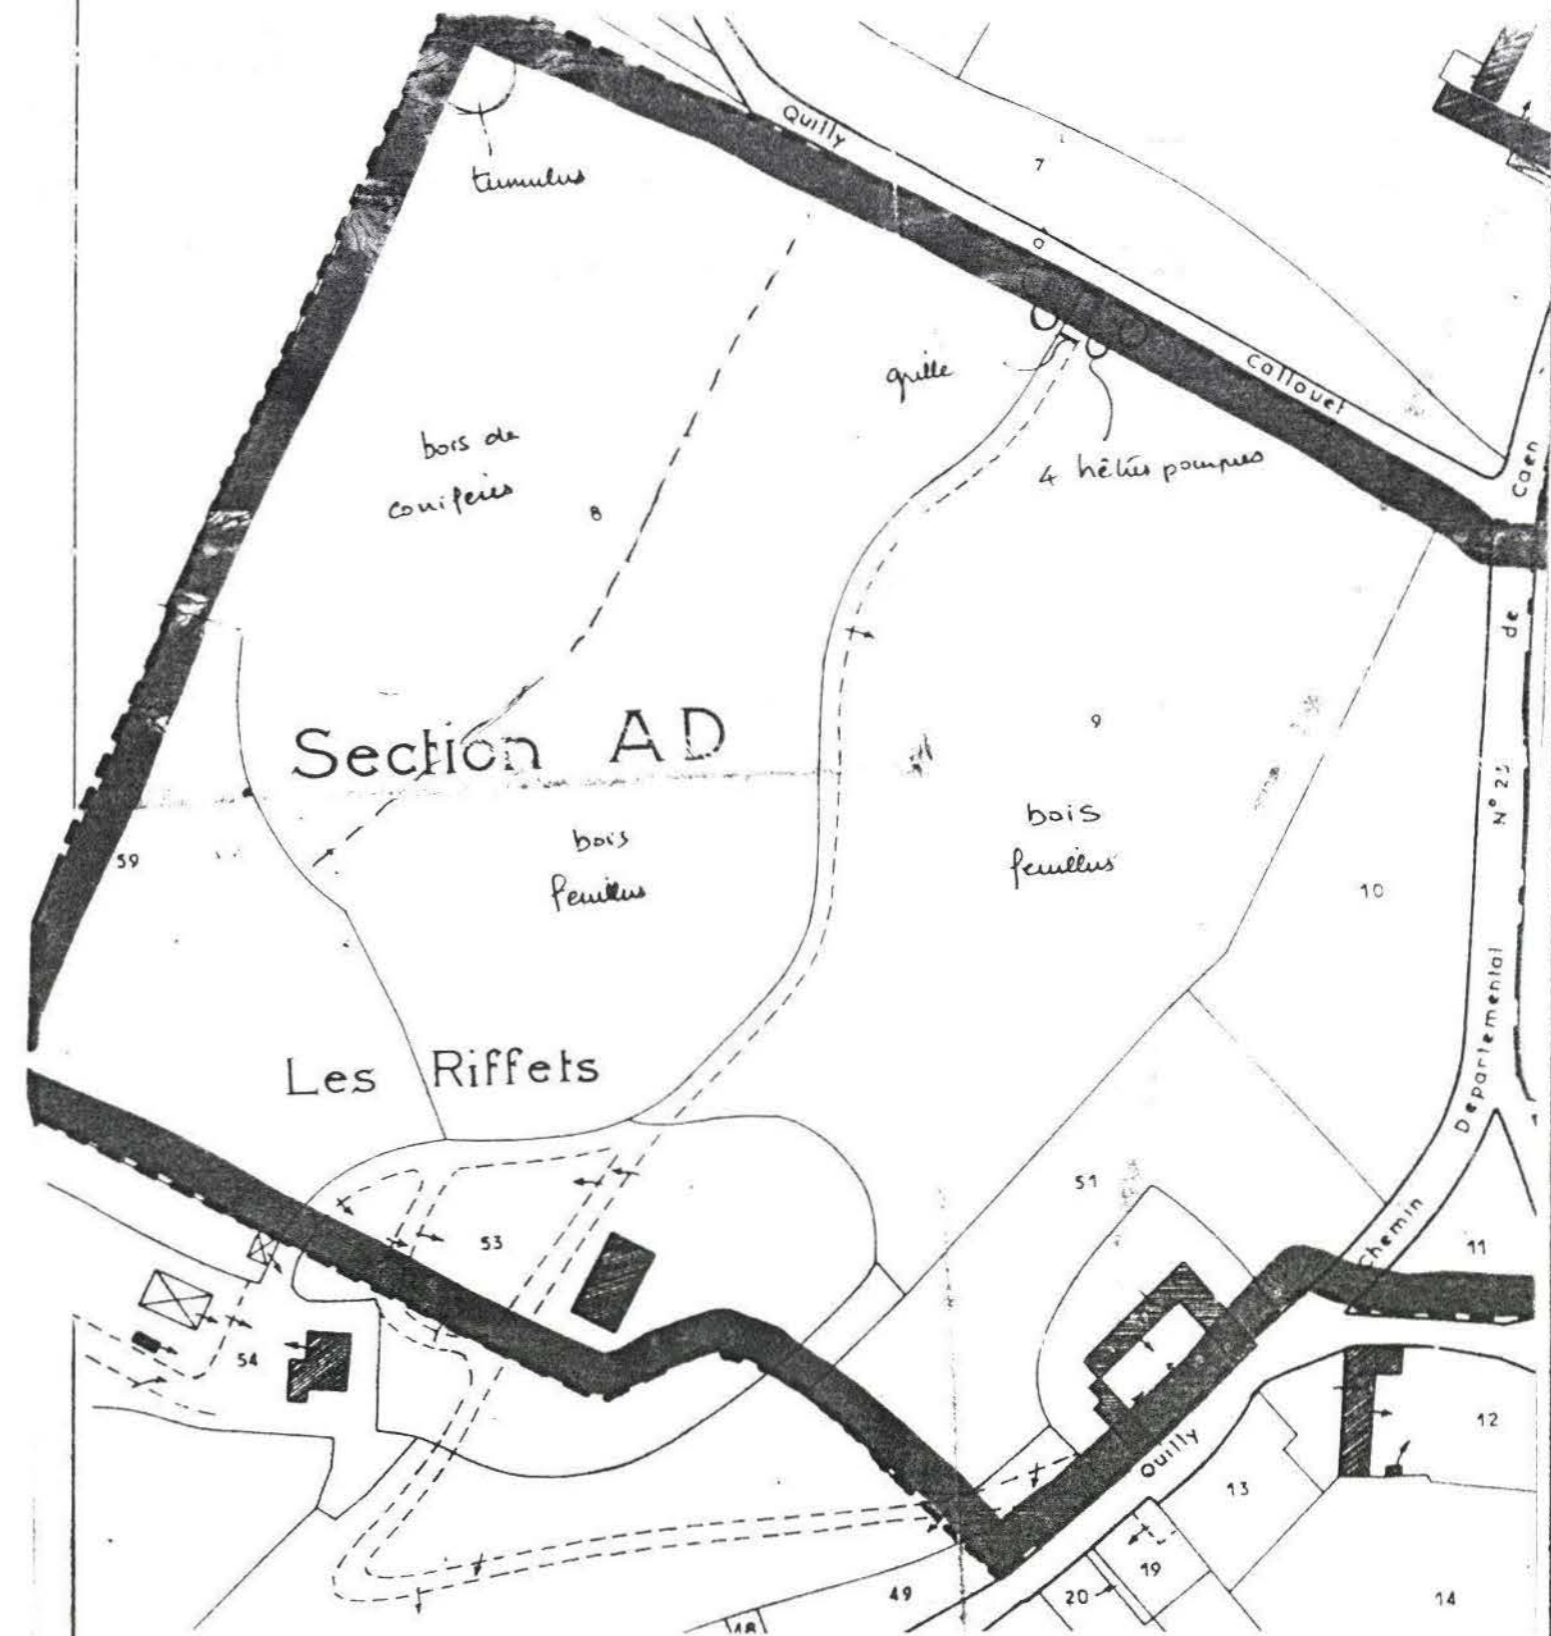 Quilly
7
à
tumulus
Callouet
grille
4 hêtres pourpres
bois de
conifères
8
Caen
de
Section AD
9
N° 23
bois
feuillus
bois
feuillus
59
10
Departemental
Les Riffets
51
53
Chemin
11
54
12
Quilly
13
19
20
49
14
18